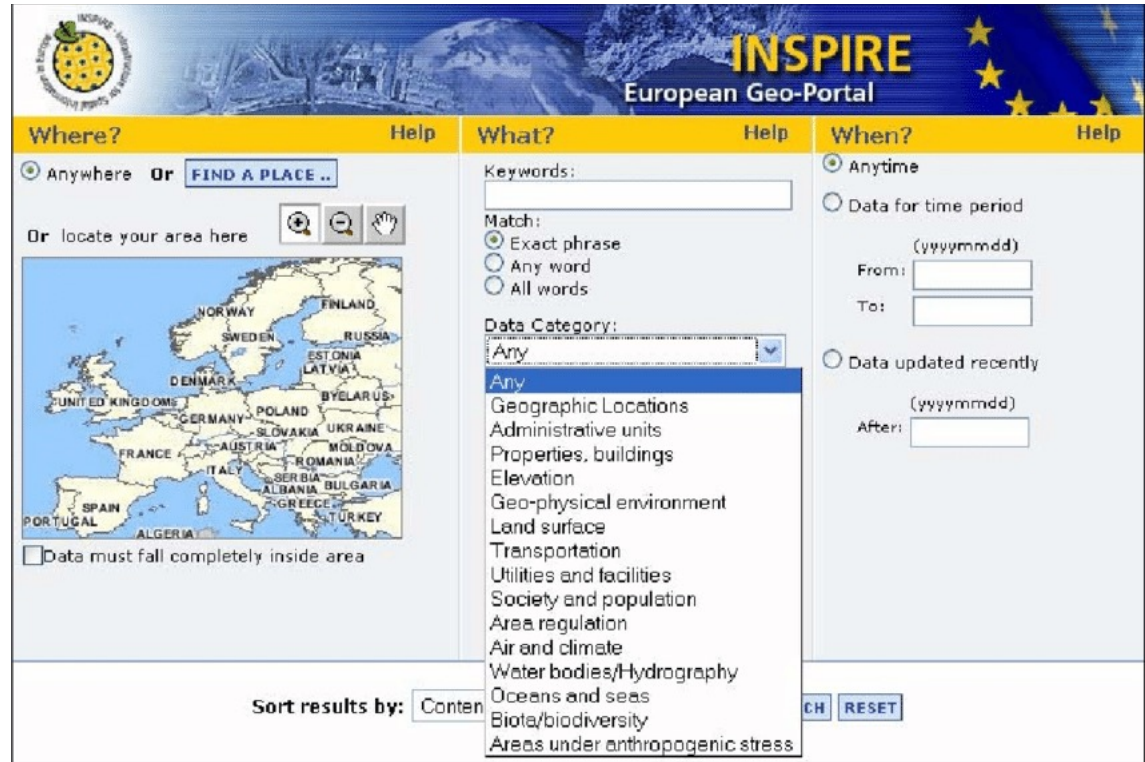 INSPIRE
European Geo-Portal
Where? Help
Anywhere Or FIND A PLACE ..
Or locate your area here
NORWAY
FINLAND
SWEDEN
RUSSIA
ESTONIA
LATVIA
DENMARK
UNITED KINGDOM
BYELARUS
GERMANY
POLAND
SLOVAKIA
UKRAINE
FRANCE
AUSTRIA
MOLDOVA
ROMANIA
ITALY
SERBIA
ALBANIA
BULGARIA
SPAIN
GREECE
PORTUGAL
TURKEY
ALGERIA
Data must fall completely inside area
What? Help
Keywords:
Match:
Exact phrase
Any word
All words
Data Category:
Any
Any
Geographic Locations
Administrative units
Properties, buildings
Elevation
Geo-physical environment
Land surface
Transportation
Utilities and facilities
Society and population
Area regulation
Air and climate
Water bodies/Hydrography
Oceans and seas
Biota/biodiversity
Areas under anthropogenic stress
When? Help
Anytime
Data for time period
(yyyymmdd)
From:
To:
Data updated recently
(yyyymmdd)
After:
Sort results by: Conten
CH RESET